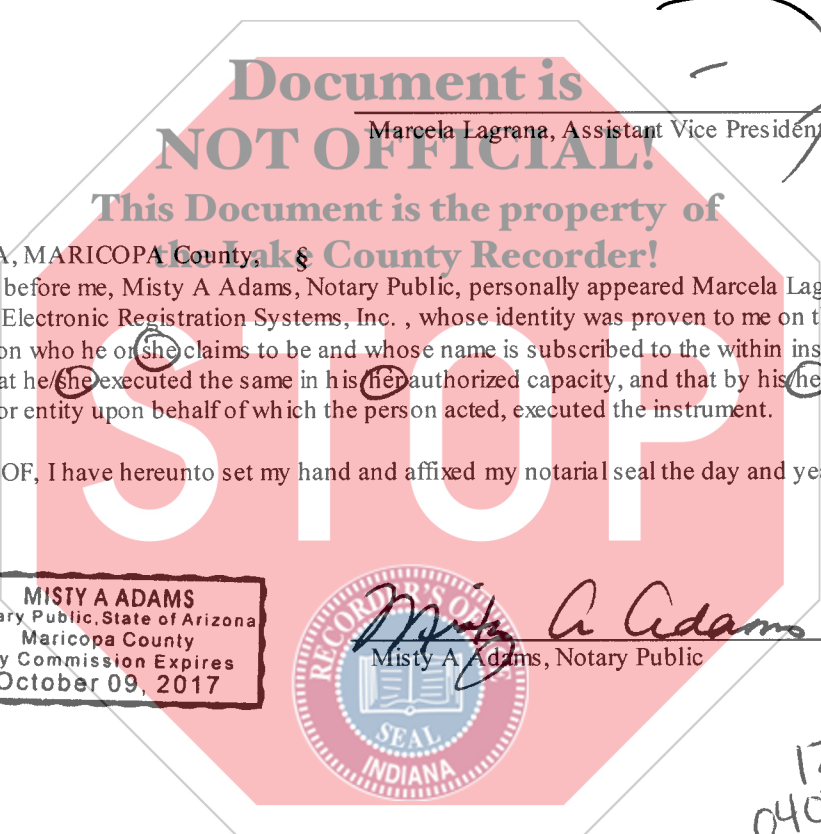 Document is
Marcela Lagrana, Assistant Vice President
NOT OFFICIAL!
This Document is the property of
the Lake County Recorder!
A, MARICOPA County, §
before me, Misty A Adams, Notary Public, personally appeared Marcela Lag
Electronic Registration Systems, Inc. , whose identity was proven to me on t
on who he or she claims to be and whose name is subscribed to the within ins
at he/she executed the same in his/her authorized capacity, and that by his/he
or entity upon behalf of which the person acted, executed the instrument.
STOP
OF, I have hereunto set my hand and affixed my notarial seal the day and yea
MISTY A ADAMS
ary Public, State of Arizona
Maricopa County
y Commission Expires
October 09, 2017
Misty A Adams
Misty A Adams, Notary Public
RECORDER'S OFFICE
SEAL
INDIANA
040